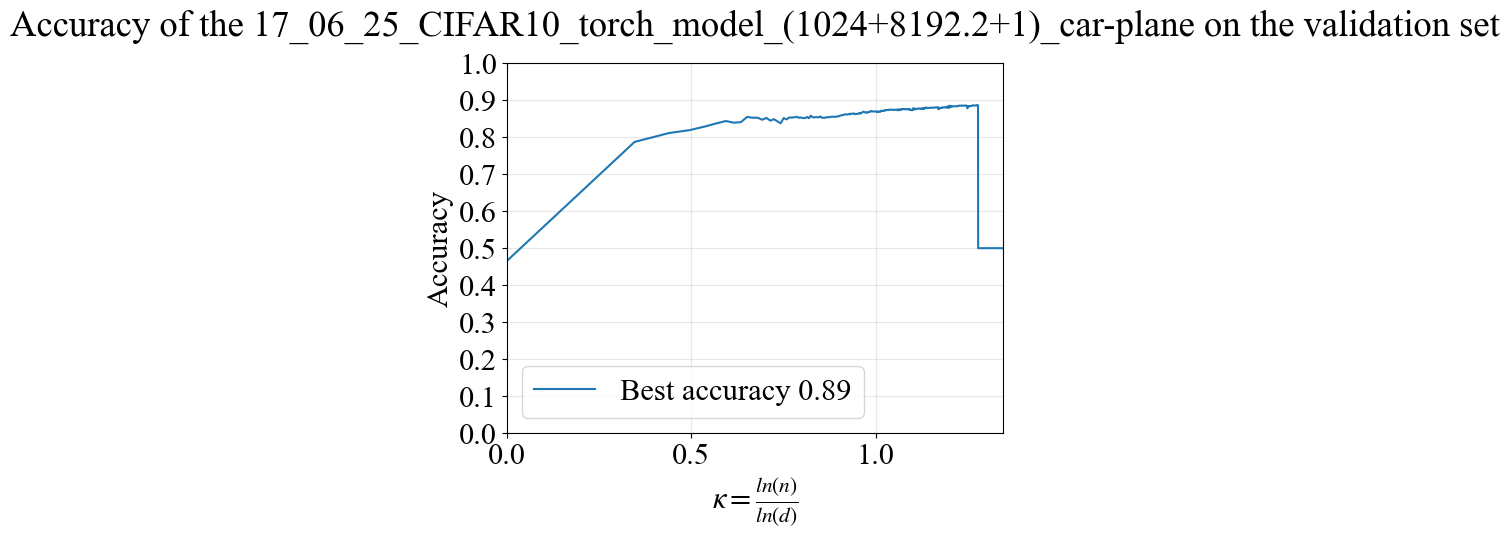 Accuracy of the 17_06_25_CIFAR10_torch_model_(1024+8192.2+1)_car-plane on the validation set
1.0
0.9
0.8
0.7
0.6
0.5
0.4
0.3
0.2
0.1
0.0
Accuracy
Best accuracy 0.89
0.0 0.5 1.0
κ = ln(n)
ln(d)